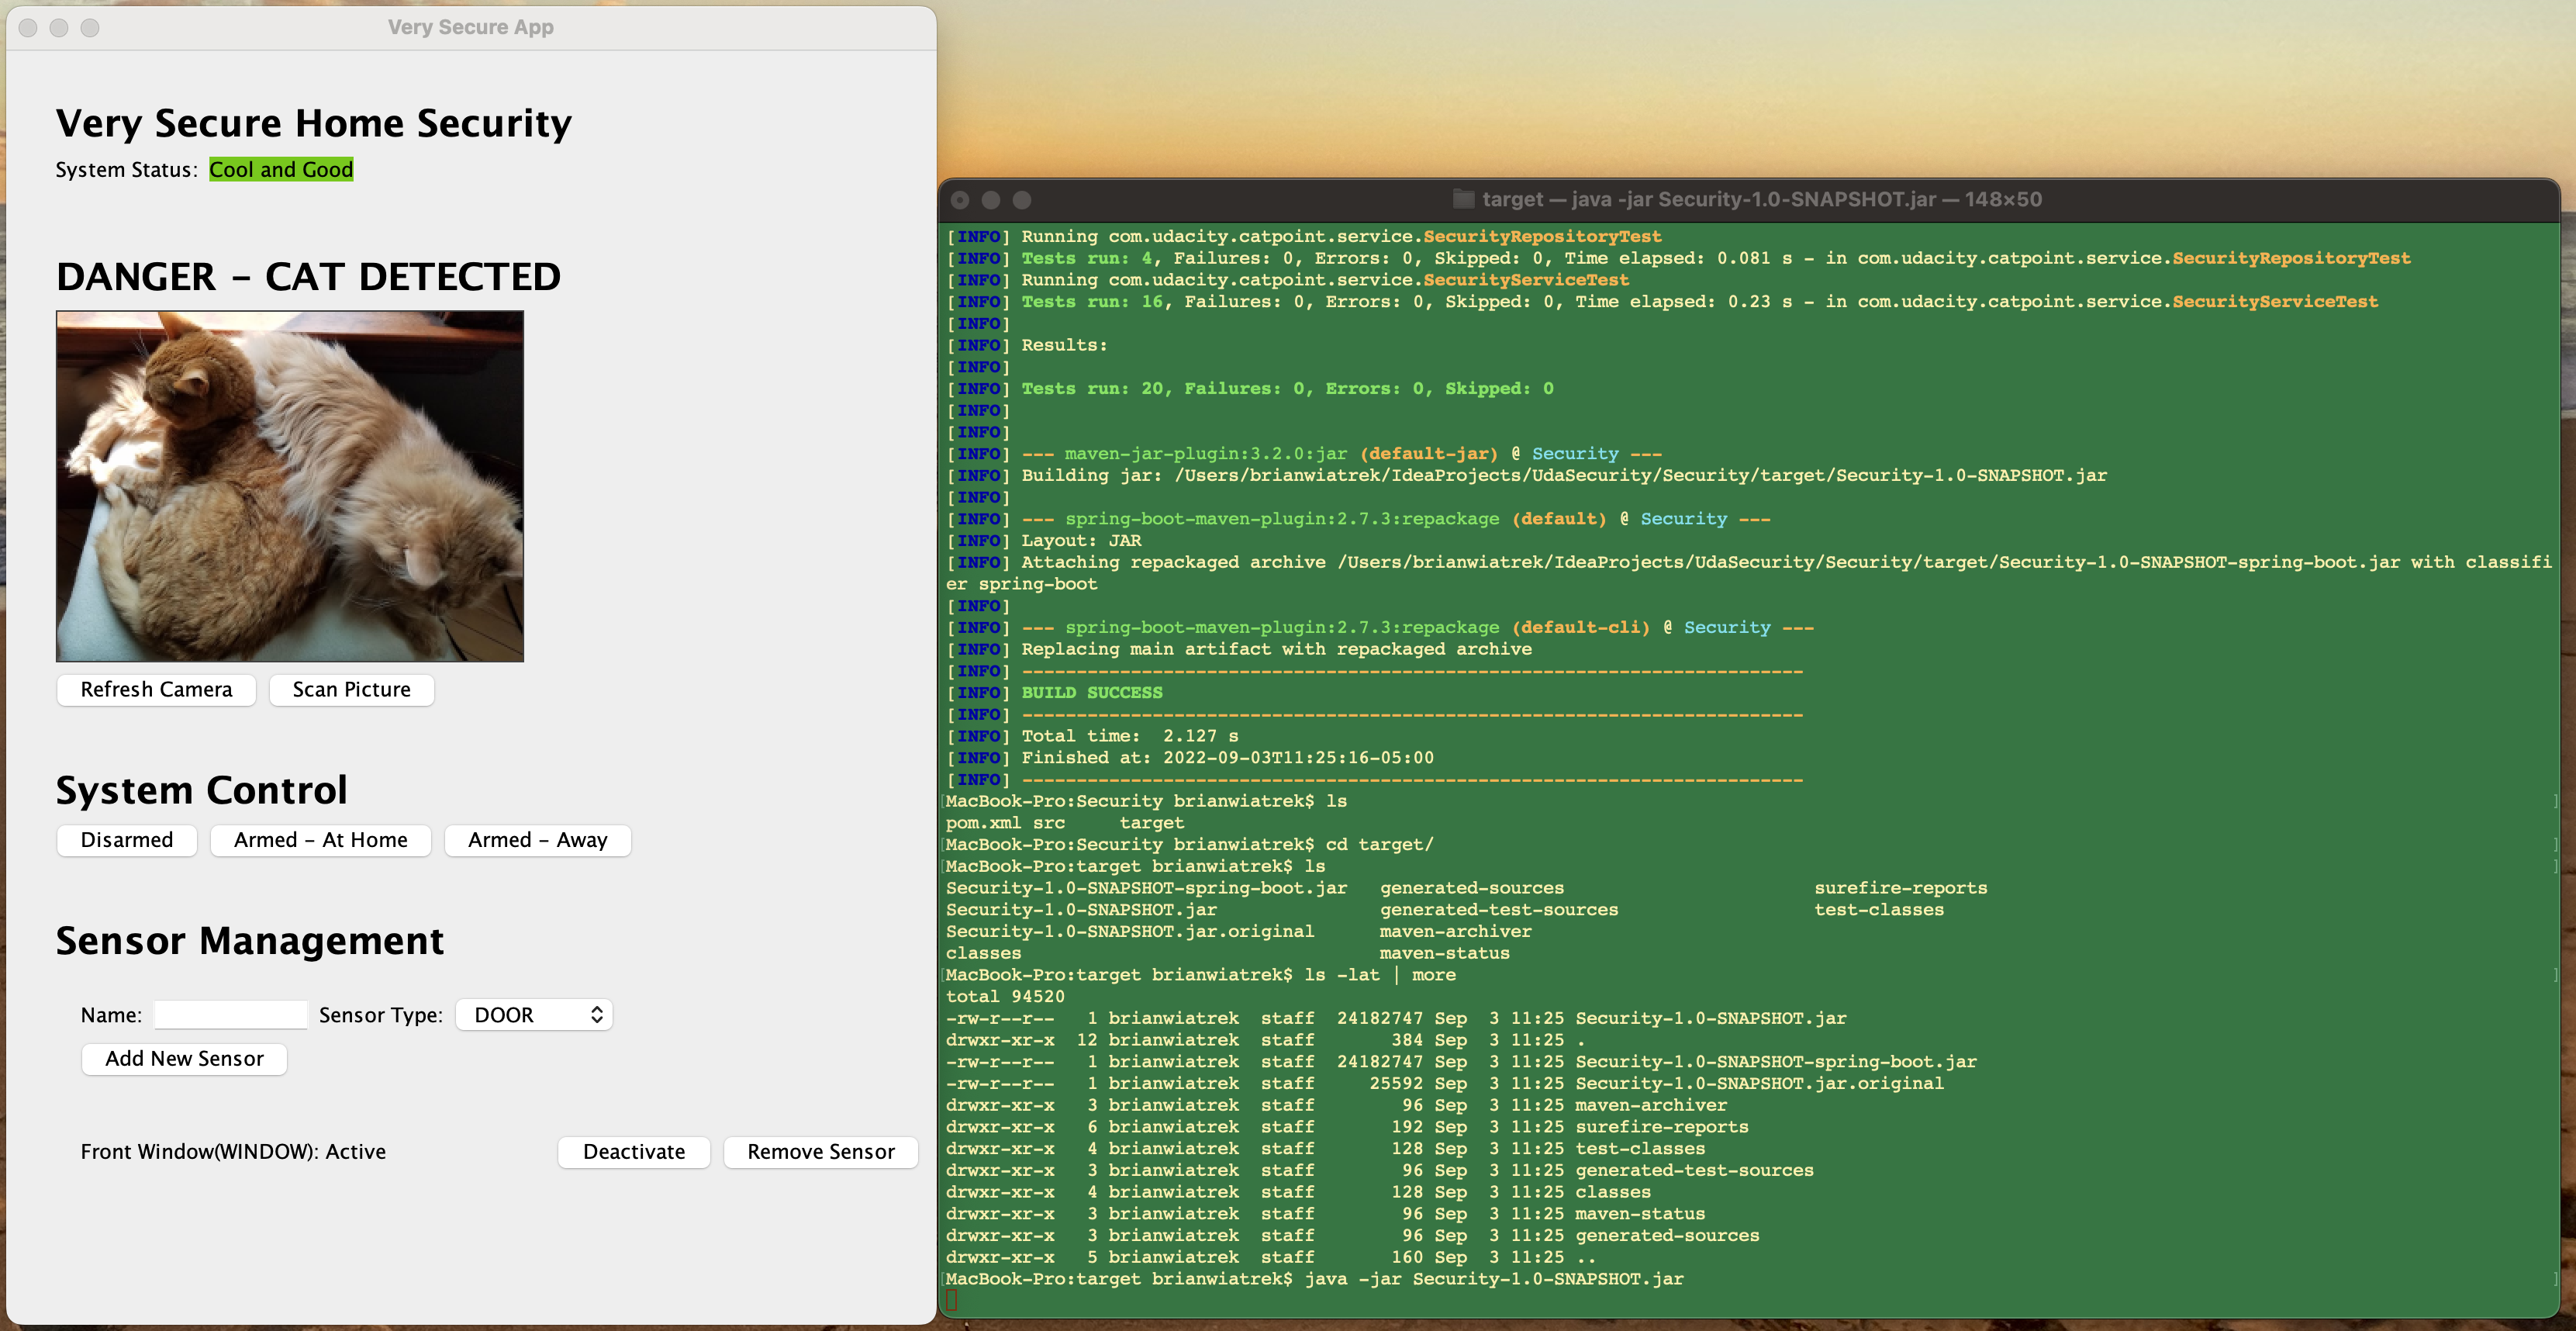 Very Secure App
Very Secure Home Security
System Status: Cool and Good
DANGER - CAT DETECTED
Refresh Camera Scan Picture
System Control
Disarmed Armed - At Home Armed - Away
Sensor Management
Name: Sensor Type: DOOR
Add New Sensor
Front Window(WINDOW): Active Deactivate Remove Sensor
target — java -jar Security-1.0-SNAPSHOT.jar — 148×50
[INFO] Running com.udacity.catpoint.service.SecurityRepositoryTest
[INFO] Tests run: 4, Failures: 0, Errors: 0, Skipped: 0, Time elapsed: 0.081 s - in com.udacity.catpoint.service.SecurityRepositoryTest
[INFO] Running com.udacity.catpoint.service.SecurityServiceTest
[INFO] Tests run: 16, Failures: 0, Errors: 0, Skipped: 0, Time elapsed: 0.23 s - in com.udacity.catpoint.service.SecurityServiceTest
[INFO]
[INFO] Results:
[INFO]
[INFO] Tests run: 20, Failures: 0, Errors: 0, Skipped: 0
[INFO]
[INFO]
[INFO] --- maven-jar-plugin:3.2.0:jar (default-jar) @ Security ---
[INFO] Building jar: /Users/brianwiatrek/IdeaProjects/UdaSecurity/Security/target/Security-1.0-SNAPSHOT.jar
[INFO]
[INFO] --- spring-boot-maven-plugin:2.7.3:repackage (default) @ Security ---
[INFO] Layout: JAR
[INFO] Attaching repackaged archive /Users/brianwiatrek/IdeaProjects/UdaSecurity/Security/target/Security-1.0-SNAPSHOT-spring-boot.jar with classifi
er spring-boot
[INFO]
[INFO] --- spring-boot-maven-plugin:2.7.3:repackage (default-cli) @ Security ---
[INFO] Replacing main artifact with repackaged archive
[INFO] ------------------------------------------------------------------------
[INFO] BUILD SUCCESS
[INFO] ------------------------------------------------------------------------
[INFO] Total time:  2.127 s
[INFO] Finished at: 2022-09-03T11:25:16-05:00
[INFO] ------------------------------------------------------------------------
[MacBook-Pro:Security brianwiatrek$ ls ]
pom.xml src     target
[MacBook-Pro:Security brianwiatrek$ cd target/ ]
[MacBook-Pro:target brianwiatrek$ ls ]
Security-1.0-SNAPSHOT-spring-boot.jar   generated-sources                       surefire-reports
Security-1.0-SNAPSHOT.jar               generated-test-sources                  test-classes
Security-1.0-SNAPSHOT.jar.original      maven-archiver
classes                                 maven-status
[MacBook-Pro:target brianwiatrek$ ls -lat | more ]
total 94520
-rw-r--r--   1 brianwiatrek  staff  24182747 Sep  3 11:25 Security-1.0-SNAPSHOT.jar
drwxr-xr-x  12 brianwiatrek  staff       384 Sep  3 11:25 .
-rw-r--r--   1 brianwiatrek  staff  24182747 Sep  3 11:25 Security-1.0-SNAPSHOT-spring-boot.jar
-rw-r--r--   1 brianwiatrek  staff     25592 Sep  3 11:25 Security-1.0-SNAPSHOT.jar.original
drwxr-xr-x   3 brianwiatrek  staff        96 Sep  3 11:25 maven-archiver
drwxr-xr-x   6 brianwiatrek  staff       192 Sep  3 11:25 surefire-reports
drwxr-xr-x   4 brianwiatrek  staff       128 Sep  3 11:25 test-classes
drwxr-xr-x   3 brianwiatrek  staff        96 Sep  3 11:25 generated-test-sources
drwxr-xr-x   4 brianwiatrek  staff       128 Sep  3 11:25 classes
drwxr-xr-x   3 brianwiatrek  staff        96 Sep  3 11:25 maven-status
drwxr-xr-x   3 brianwiatrek  staff        96 Sep  3 11:25 generated-sources
drwxr-xr-x   5 brianwiatrek  staff       160 Sep  3 11:25 ..
[MacBook-Pro:target brianwiatrek$ java -jar Security-1.0-SNAPSHOT.jar ]